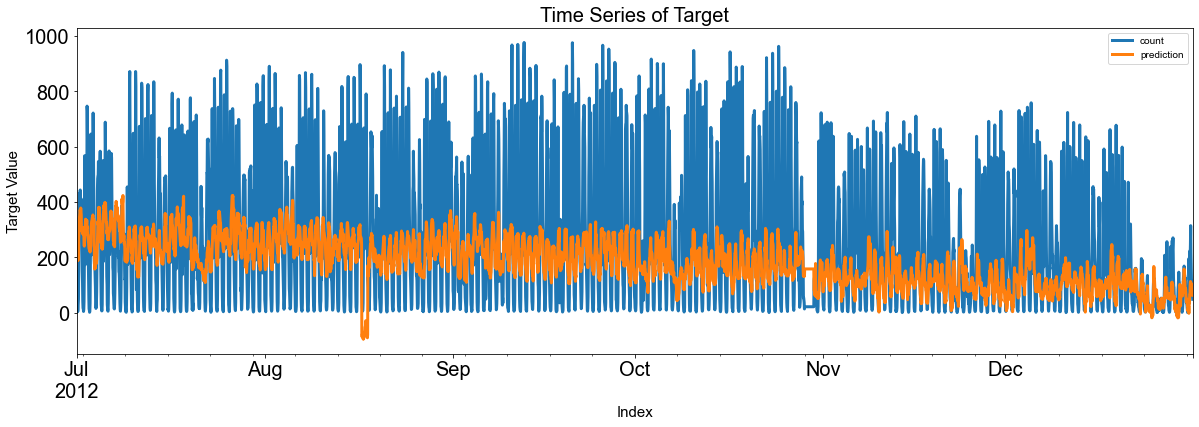 Time Series of Target
1000
800
600
400
200
0
Target Value
count
prediction
Jul
2012
Aug
Sep
Oct
Nov
Dec
Index